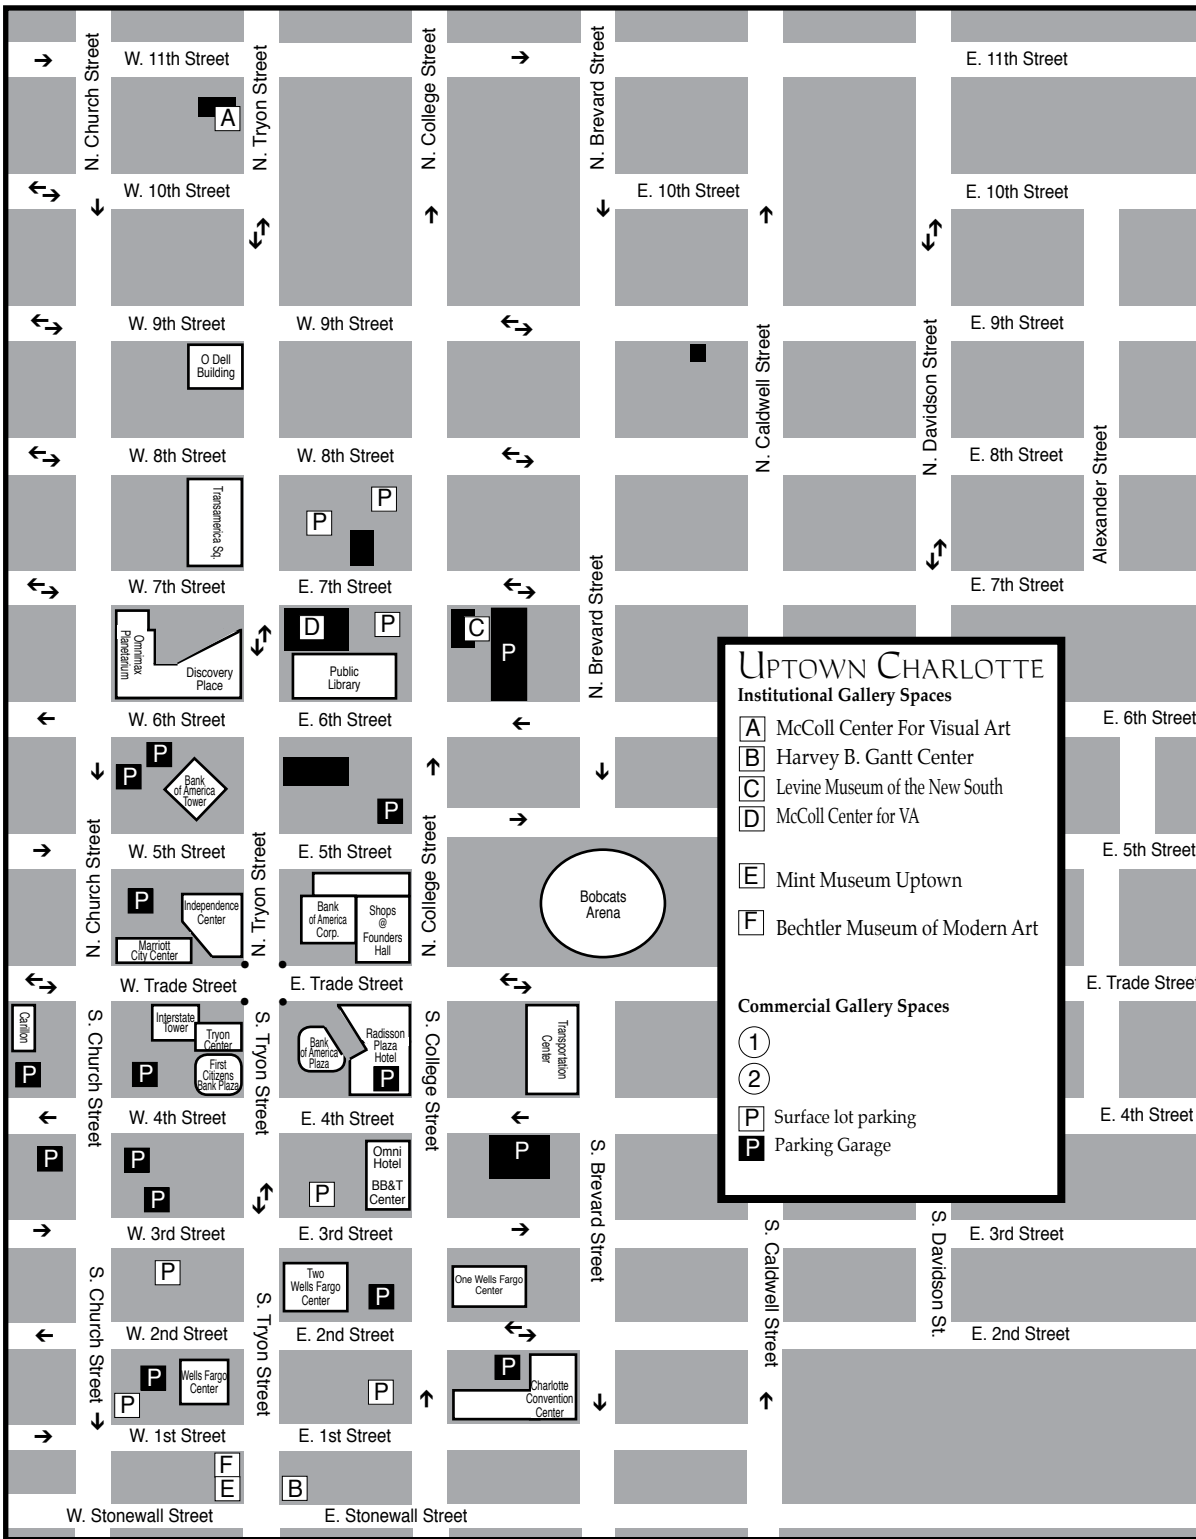 N. Church Street
N. Tryon Street
N. College Street
N. Brevard Street
W. 11th Street
E. 11th Street
A
W. 10th Street
E. 10th Street
E. 10th Street
W. 9th Street
W. 9th Street
E. 9th Street
N. Caldwell Street
N. Davidson Street
O Dell
Building
W. 8th Street
W. 8th Street
E. 8th Street
Alexander Street
Transamerica Sq.
P
P
W. 7th Street
E. 7th Street
E. 7th Street
N. Brevard Street
Omnimax
Planetarium
Discovery
Place
D
P
Public
Library
C
P
W. 6th Street
E. 6th Street
E. 6th Street
P
P
Bank
of America
Tower
P
N. Church Street
N. Tryon Street
N. College Street
W. 5th Street
E. 5th Street
E. 5th Street
P
Independence
Center
Marriott
City Center
Bank
of America
Corp.
Shops
@
Founders
Hall
Bobcats
Arena
W. Trade Street
E. Trade Street
E. Trade Street
Carillon
P
S. Church Street
Interstate
Tower
Tryon
Center
P
First
Citizens
Bank Plaza
S. Tryon Street
Bank
of America
Plaza
Radisson
Plaza
Hotel
P
S. College Street
Transportation
Center
W. 4th Street
E. 4th Street
E. 4th Street
P
P
P
P
Omni
Hotel
BB&T
Center
P
S. Brevard Street
W. 3rd Street
E. 3rd Street
E. 3rd Street
S. Caldwell Street
S. Davidson St.
S. Church Street
P
S. Tryon Street
Two
Wells Fargo
Center
P
One Wells Fargo
Center
W. 2nd Street
E. 2nd Street
E. 2nd Street
P
P
Wells Fargo
Center
P
P
Charlotte
Convention
Center
W. 1st Street
E. 1st Street
F
E
B
W. Stonewall Street
E. Stonewall Street
UPTOWN CHARLOTTE
Institutional Gallery Spaces
A McColl Center For Visual Art
B Harvey B. Gantt Center
C Levine Museum of the New South
D McColl Center for VA
E Mint Museum Uptown
F Bechtler Museum of Modern Art
Commercial Gallery Spaces
1
2
P Surface lot parking
P Parking Garage